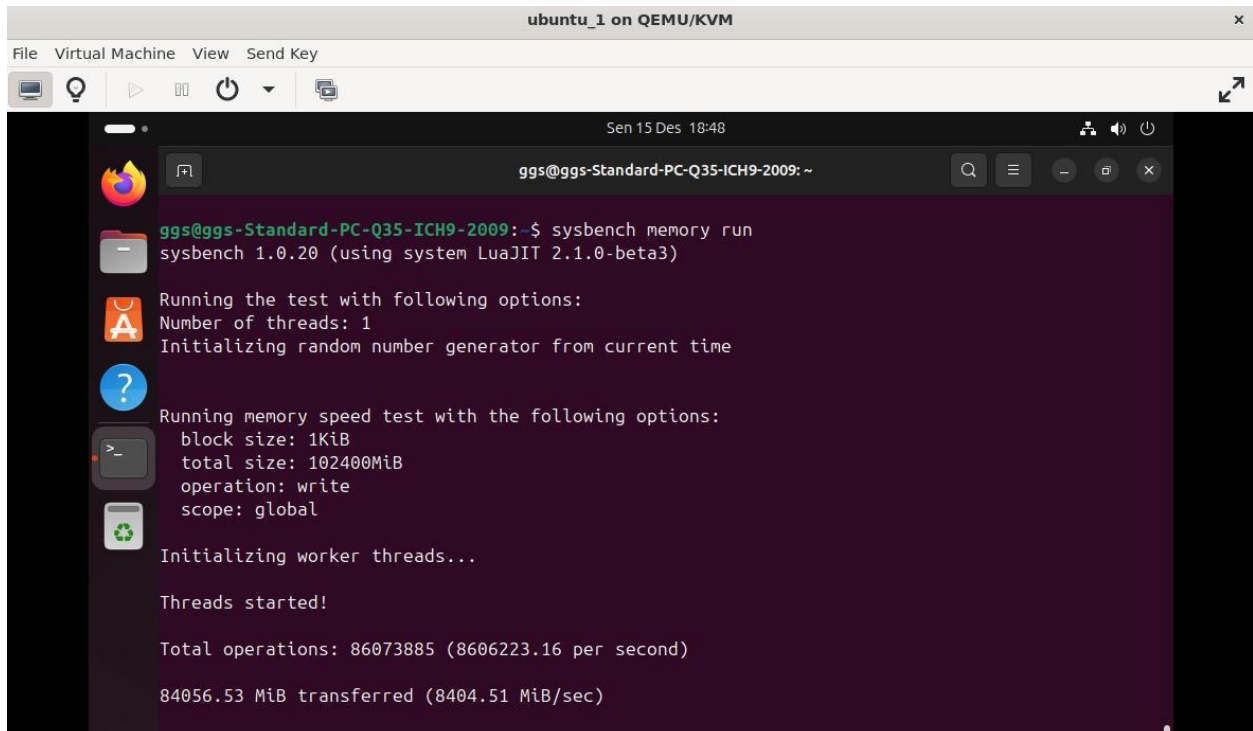 ubuntu_1 on QEMU/KVM
File Virtual Machine View Send Key
Sen 15 Des 18:48
ggs@ggs-Standard-PC-Q35-ICH9-2009: ~
ggs@ggs-Standard-PC-Q35-ICH9-2009:~$ sysbench memory run
sysbench 1.0.20 (using system LuaJIT 2.1.0-beta3)
Running the test with following options:
Number of threads: 1
Initializing random number generator from current time
Running memory speed test with the following options:
block size: 1KiB
total size: 102400MiB
operation: write
scope: global
Initializing worker threads...
Threads started!
Total operations: 86073885 (8606223.16 per second)
84056.53 MiB transferred (8404.51 MiB/sec)